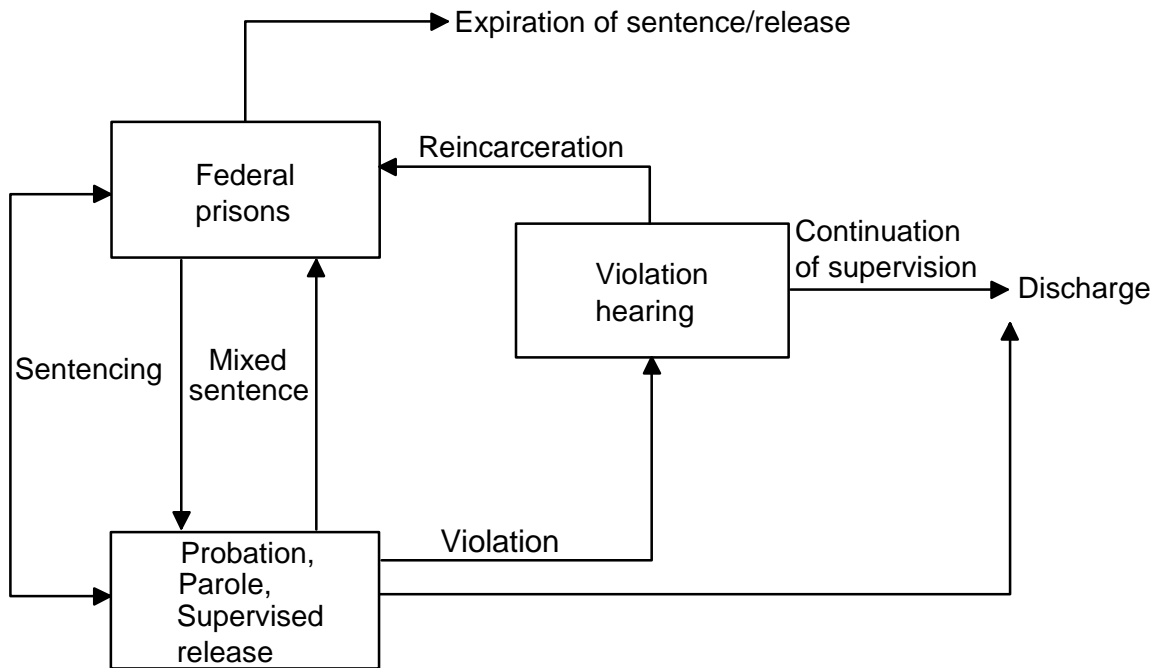 Expiration of sentence/release
Federal
prisons
Reincarceration
Violation
hearing
Continuation
of supervision
Discharge
Sentencing
Mixed
sentence
Violation
Probation,
Parole,
Supervised
release